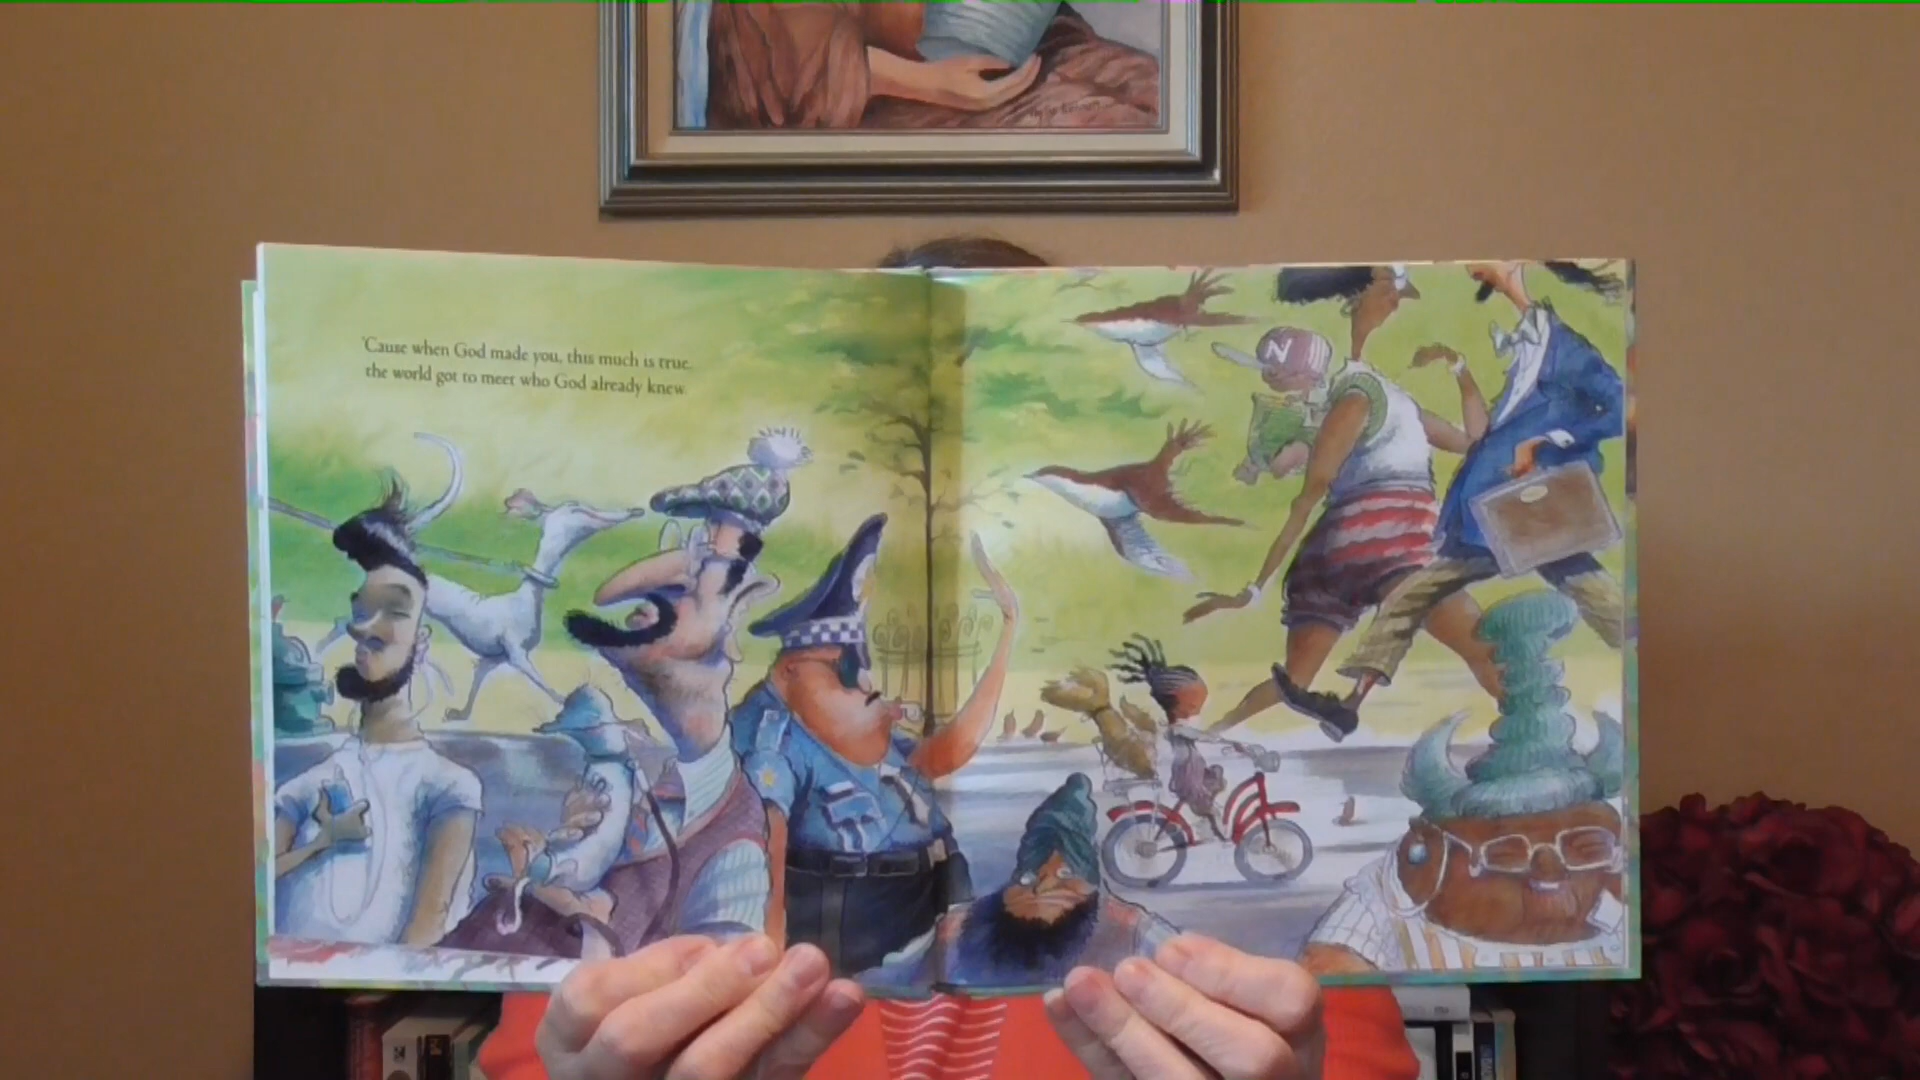 'Cause when God made you, this much is true:
the world got to meet who God already knew.
N